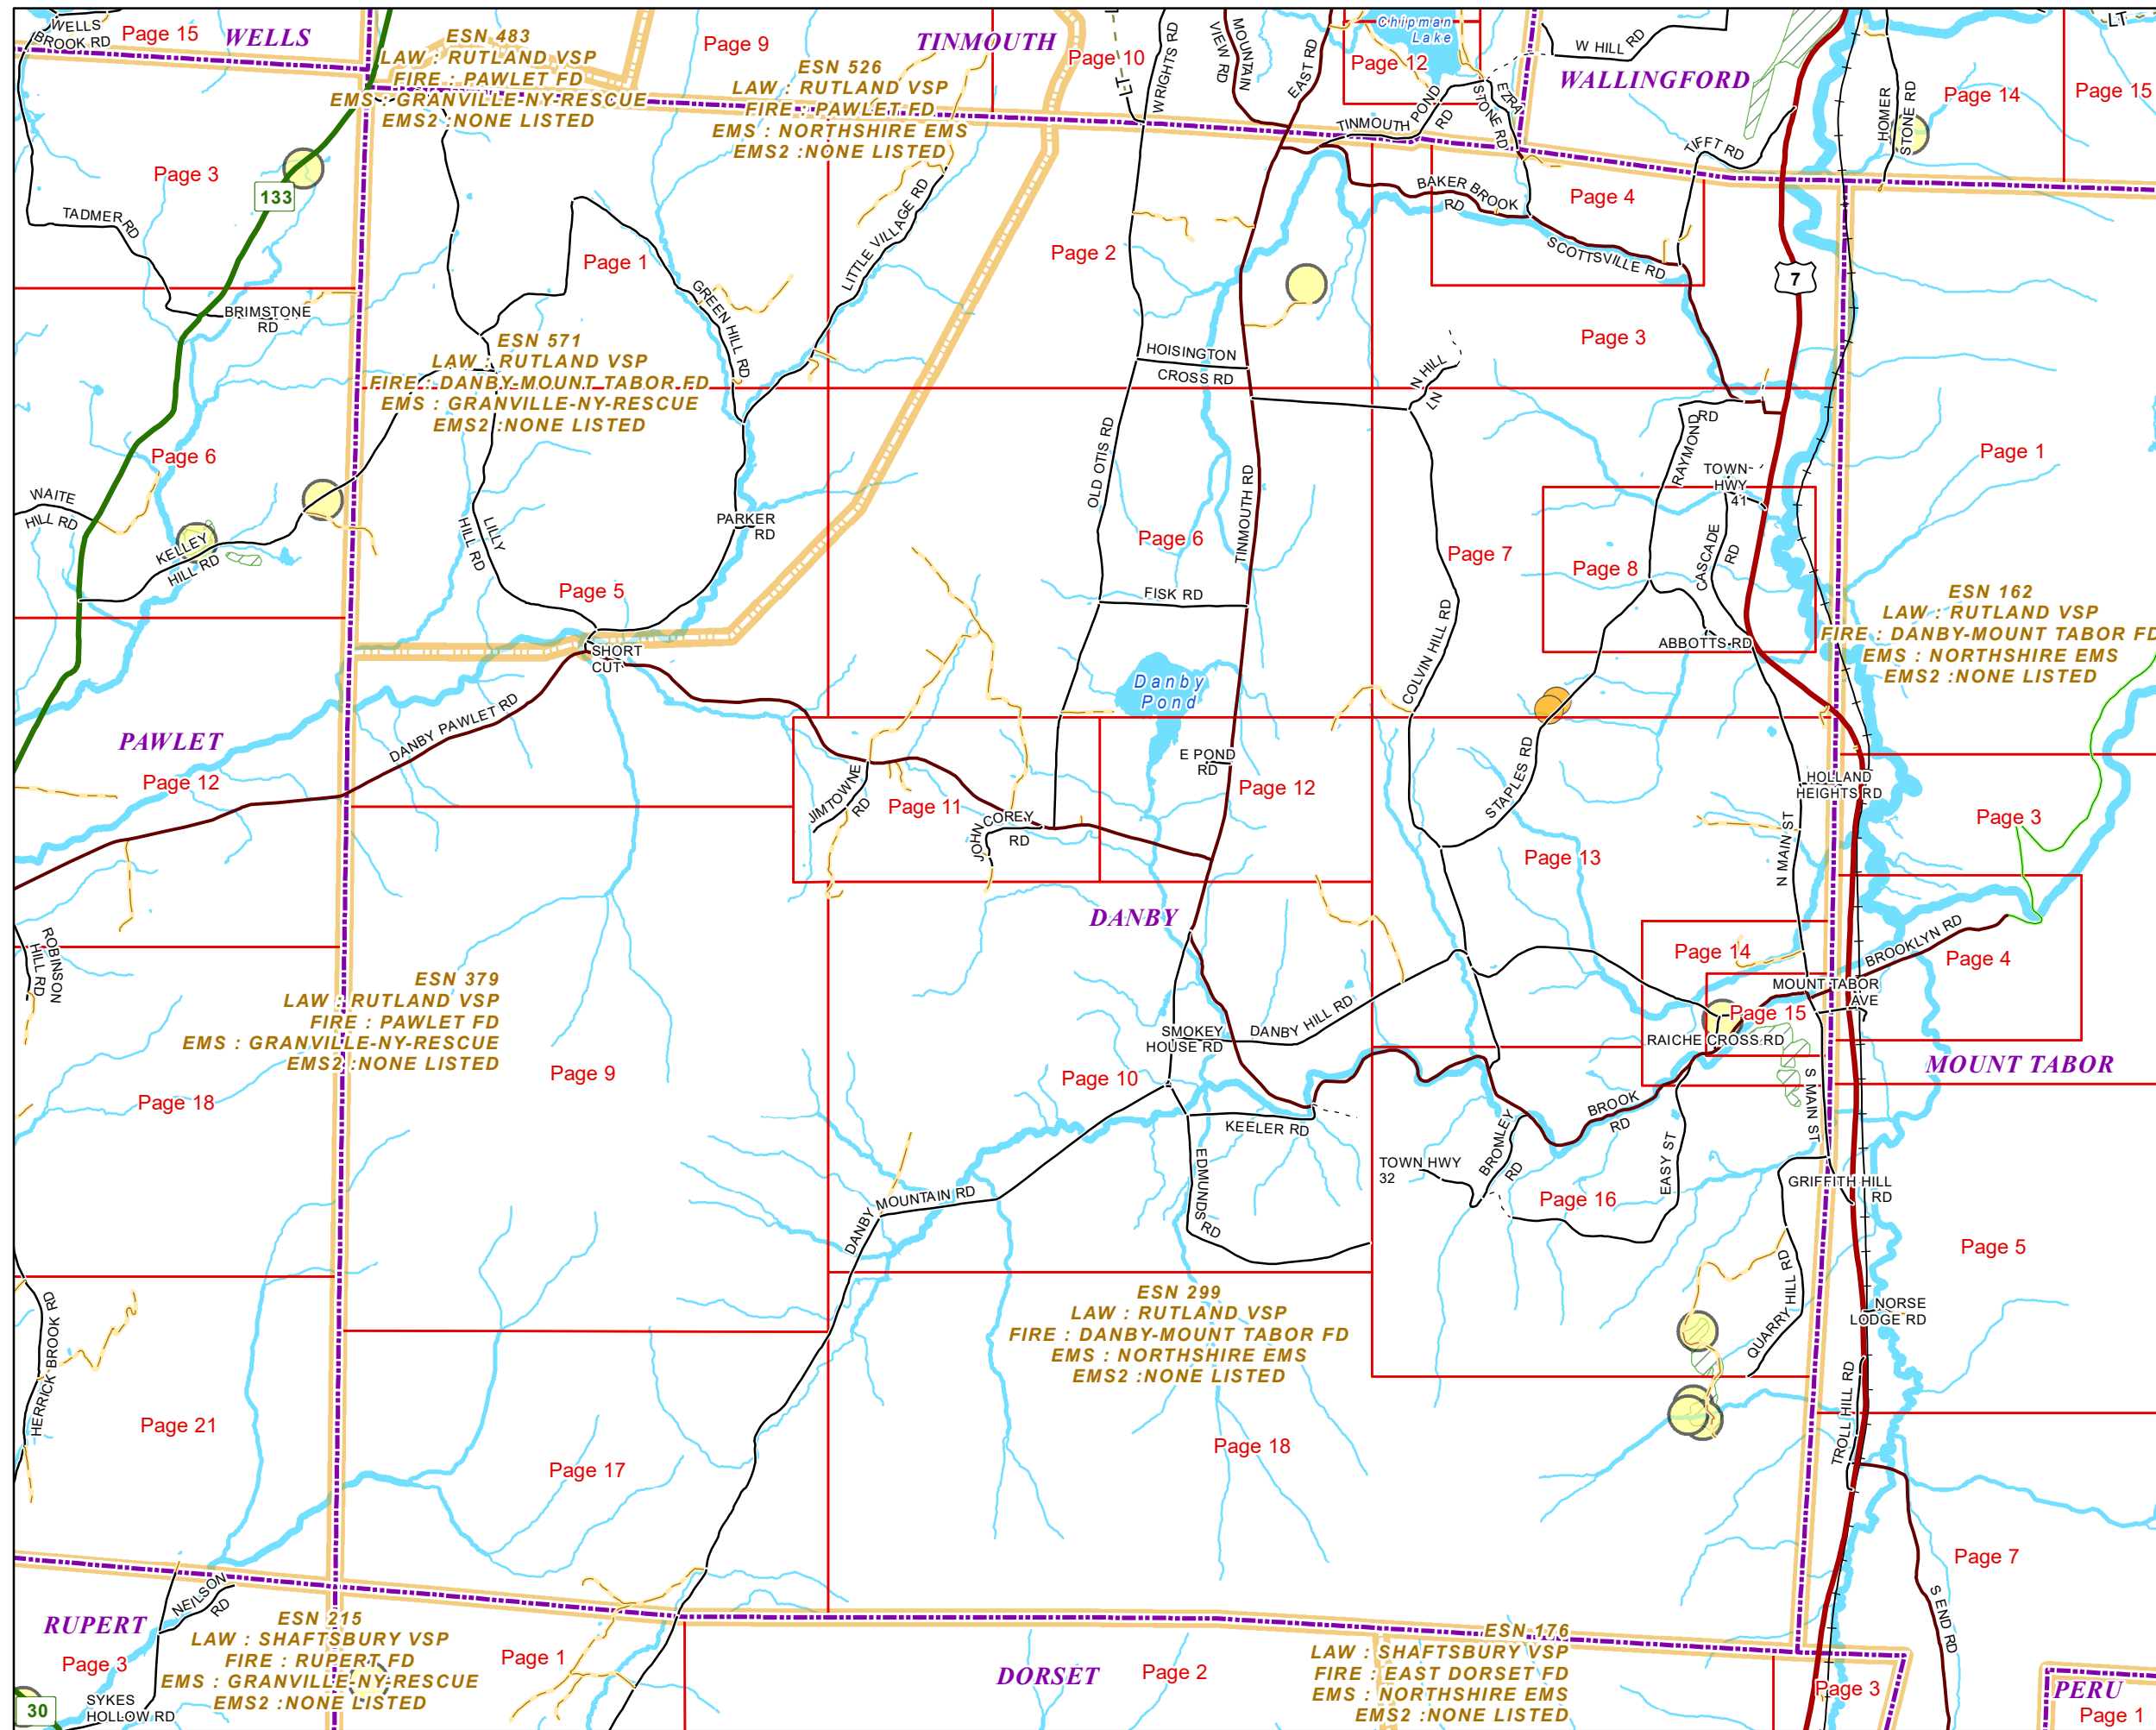 WELLS
BROOK RD
Page 15
WELLS
ESN 483
LAW : RUTLAND VSP
FIRE : PAWLET FD
EMS : GRANVILLE-NY-RESCUE
EMS2 :NONE LISTED
Page 9
TINMOUTH
ESN 526
LAW : RUTLAND VSP
FIRE : PAWLET FD
EMS : NORTHSHIRE EMS
EMS2 :NONE LISTED
Page 10
LT
WRIGHTS RD
MOUNTAIN
VIEW RD
EAST RD
Chipman
Lake
Page 12
TINMOUTH POND
RD
EZRA
STONE RD
W HILL RD
WALLINGFORD
TIFFT RD
HOMER
STONE RD
Page 14
LT
Page 15
Page 3
133
TADMER
RD
BRIMSTONE
RD
Page 1
GREEN HILL RD
LITTLE VILLAGE RD
Page 2
BAKER BROOK
RD
Page 4
SCOTTSVILLE RD
7
Page 3
ESN 571
LAW : RUTLAND VSP
FIRE : DANBY-MOUNT TABOR FD
EMS : GRANVILLE-NY-RESCUE
EMS2 :NONE LISTED
HOISINGTON
CROSS RD
N HILL
LN
OLD OTIS RD
TINMOUTH RD
RAYMOND
RD
TOWN
HWY
41
Page 1
Page 6
WAITE
HILL RD
KELLEY
HILL RD
LILLY
HILL RD
PARKER
RD
Page 6
Page 7
Page 8
CASCADE
RD
Page 5
FISK RD
COLVIN HILL RD
ABBOTTS RD
ESN 162
LAW : RUTLAND VSP
FIRE : DANBY-MOUNT TABOR FD
EMS : NORTHSHIRE EMS
EMS2 :NONE LISTED
SHORT
CUT
Danby
Pond
PAWLET
DANBY PAWLET RD
Page 12
E POND
RD
Page 12
STAPLES RD
HOLLAND
HEIGHTS RD
JIMTOWNE
RD
Page 11
JOHN COREY
RD
N MAIN ST
Page 3
Page 13
DANBY
ROBINSON
HILL RD
Page 14
BROOKLYN RD
Page 4
ESN 379
LAW : RUTLAND VSP
FIRE : PAWLET FD
EMS : GRANVILLE-NY-RESCUE
EMS2 :NONE LISTED
MOUNT TABOR
AVE
Page 15
SMOKEY
HOUSE RD
DANBY HILL RD
RAICHE CROSS RD
MOUNT TABOR
Page 9
Page 10
Page 18
S MAIN ST
BROOK
RD
KEELER RD
EDMUNDS
RD
TOWN HWY
32
BROMLEY
RD
EASY ST
Page 16
GRIFFITH HILL
RD
DANBY MOUNTAIN RD
Page 5
QUARRY HILL RD
ESN 299
LAW : RUTLAND VSP
FIRE : DANBY-MOUNT TABOR FD
EMS : NORTHSHIRE EMS
EMS2 :NONE LISTED
NORSE
LODGE RD
HERRICK BROOK RD
TROLL HILL RD
Page 21
Page 17
Page 18
Page 7
S END RD
NEILSON
RD
RUPERT
Page 3
ESN 215
LAW : SHAFTSBURY VSP
FIRE : RUPERT FD
EMS : GRANVILLE-NY-RESCUE
EMS2 :NONE LISTED
SYKES
HOLLOW RD
30
Page 1
DORSET
Page 2
ESN 176
LAW : SHAFTSBURY VSP
FIRE : EAST DORSET FD
EMS : NORTHSHIRE EMS
EMS2 :NONE LISTED
Page 3
PERU
Page 1